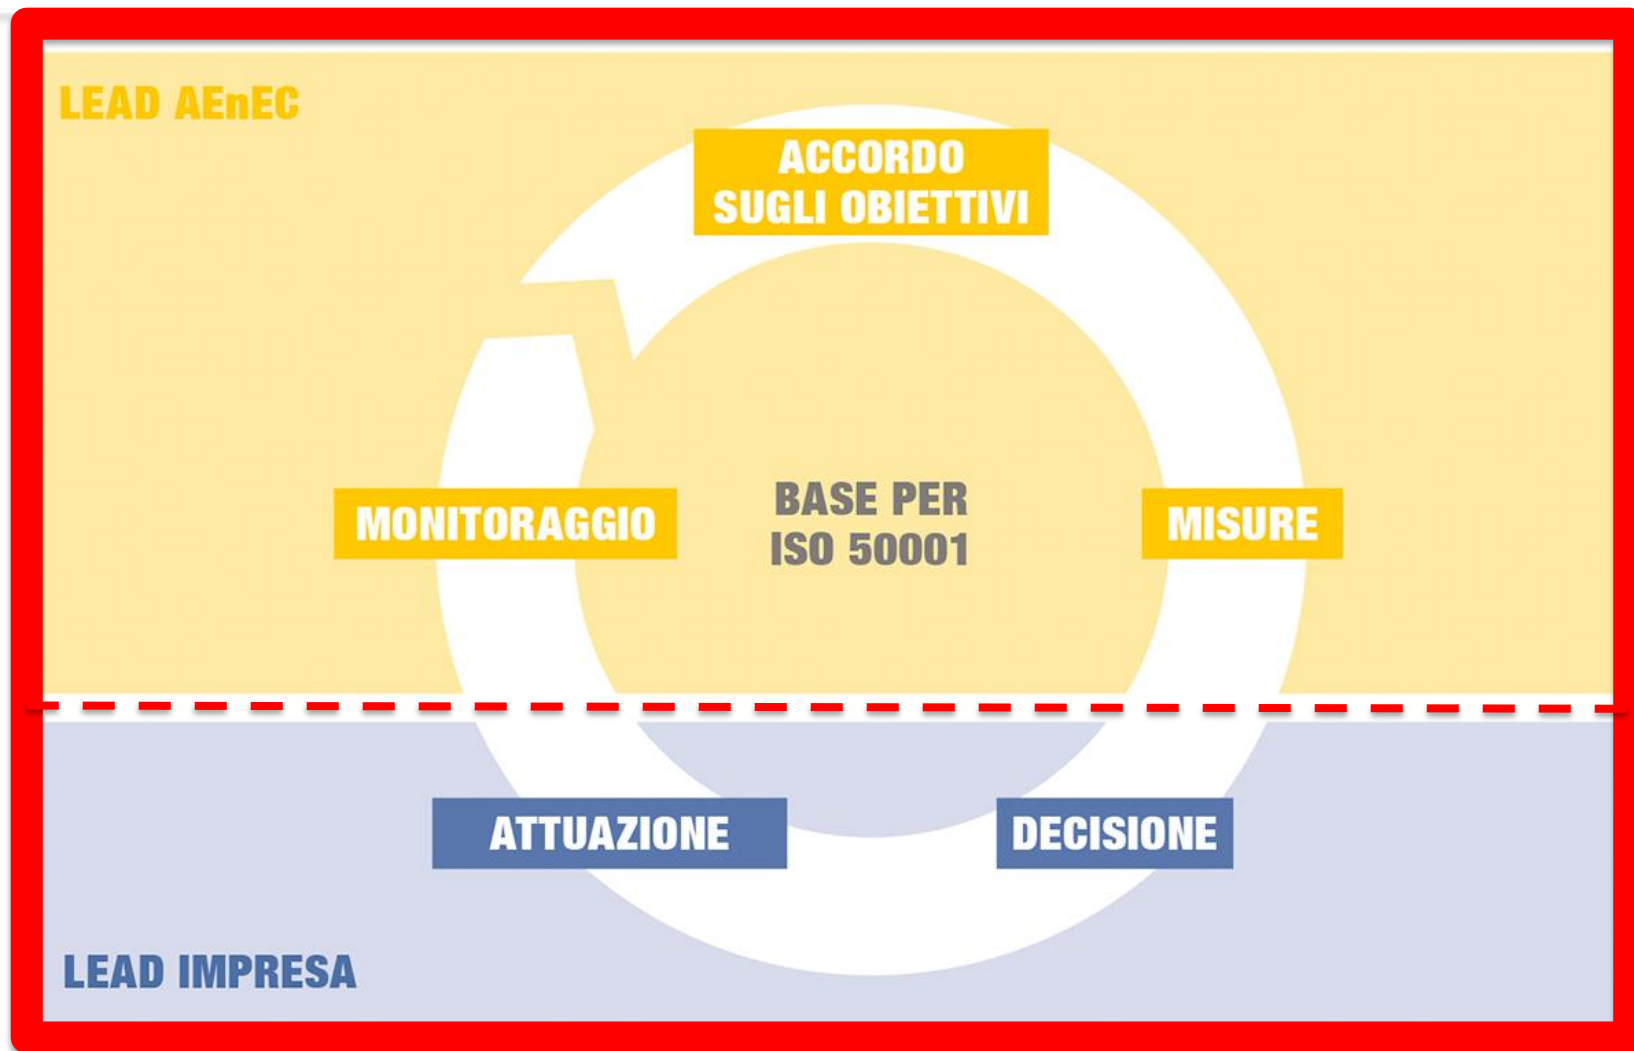 LEAD AEnEC
ACCORDO
SUGLI OBIETTIVI
MONITORAGGIO
BASE PER
ISO 50001
MISURE
ATTUAZIONE
DECISIONE
LEAD IMPRESA